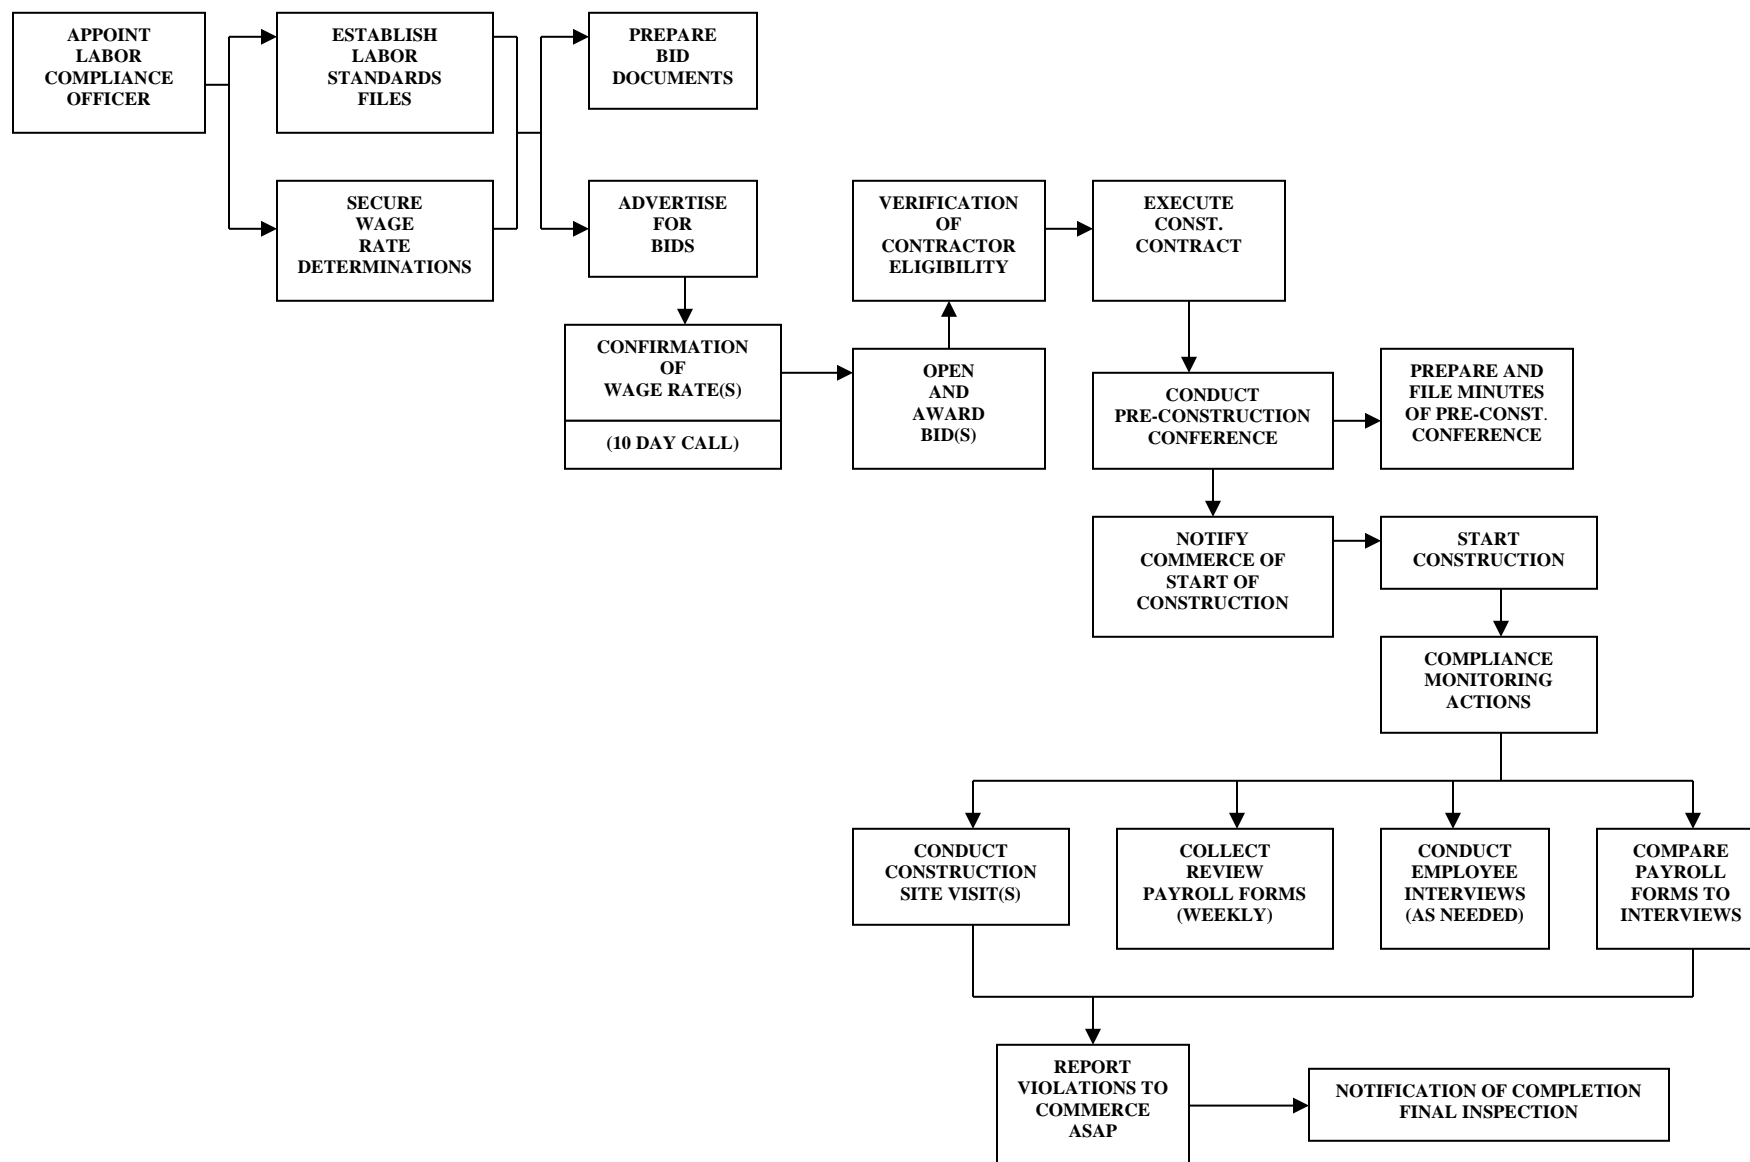 APPOINT
LABOR
COMPLIANCE
OFFICER
ESTABLISH
LABOR
STANDARDS
FILES
PREPARE
BID
DOCUMENTS
SECURE
WAGE
RATE
DETERMINATIONS
ADVERTISE
FOR
BIDS
VERIFICATION
OF
CONTRACTOR
ELIGIBILITY
EXECUTE
CONST.
CONTRACT
CONFIRMATION
OF
WAGE RATE(S)
(10 DAY CALL)
OPEN
AND
AWARD
BID(S)
CONDUCT
PRE-CONSTRUCTION
CONFERENCE
PREPARE AND
FILE MINUTES
OF PRE-CONST.
CONFERENCE
NOTIFY
COMMERCE OF
START OF
CONSTRUCTION
START
CONSTRUCTION
COMPLIANCE
MONITORING
ACTIONS
CONDUCT
CONSTRUCTION
SITE VISIT(S)
COLLECT
REVIEW
PAYROLL FORMS
(WEEKLY)
CONDUCT
EMPLOYEE
INTERVIEWS
(AS NEEDED)
COMPARE
PAYROLL
FORMS TO
INTERVIEWS
REPORT
VIOLATIONS TO
COMMERCE
ASAP
NOTIFICATION OF COMPLETION
FINAL INSPECTION